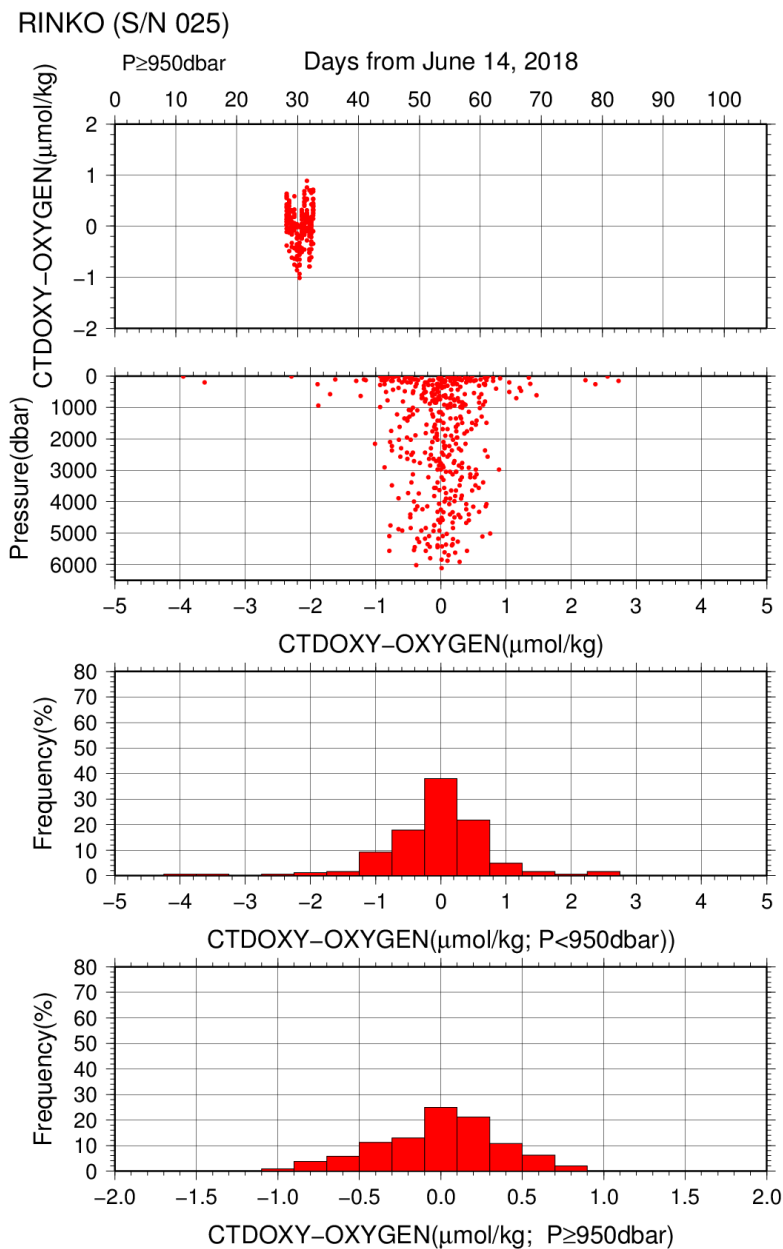 RINKO (S/N 025)
P≥950dbar Days from June 14, 2018
0 10 20 30 40 50 60 70 80 90 100
CTDOXY−OXYGEN(μmol/kg)
2
1
0
−1
−2
Pressure(dbar)
0
1000
2000
3000
4000
5000
6000
−5 −4 −3 −2 −1 0 1 2 3 4 5
CTDOXY−OXYGEN(μmol/kg)
Frequency(%)
80
70
60
50
40
30
20
10
0
−5 −4 −3 −2 −1 0 1 2 3 4 5
CTDOXY−OXYGEN(μmol/kg; P<950dbar))
Frequency(%)
80
70
60
50
40
30
20
10
0
−2.0 −1.5 −1.0 −0.5 0.0 0.5 1.0 1.5 2.0
CTDOXY−OXYGEN(μmol/kg; P≥950dbar)